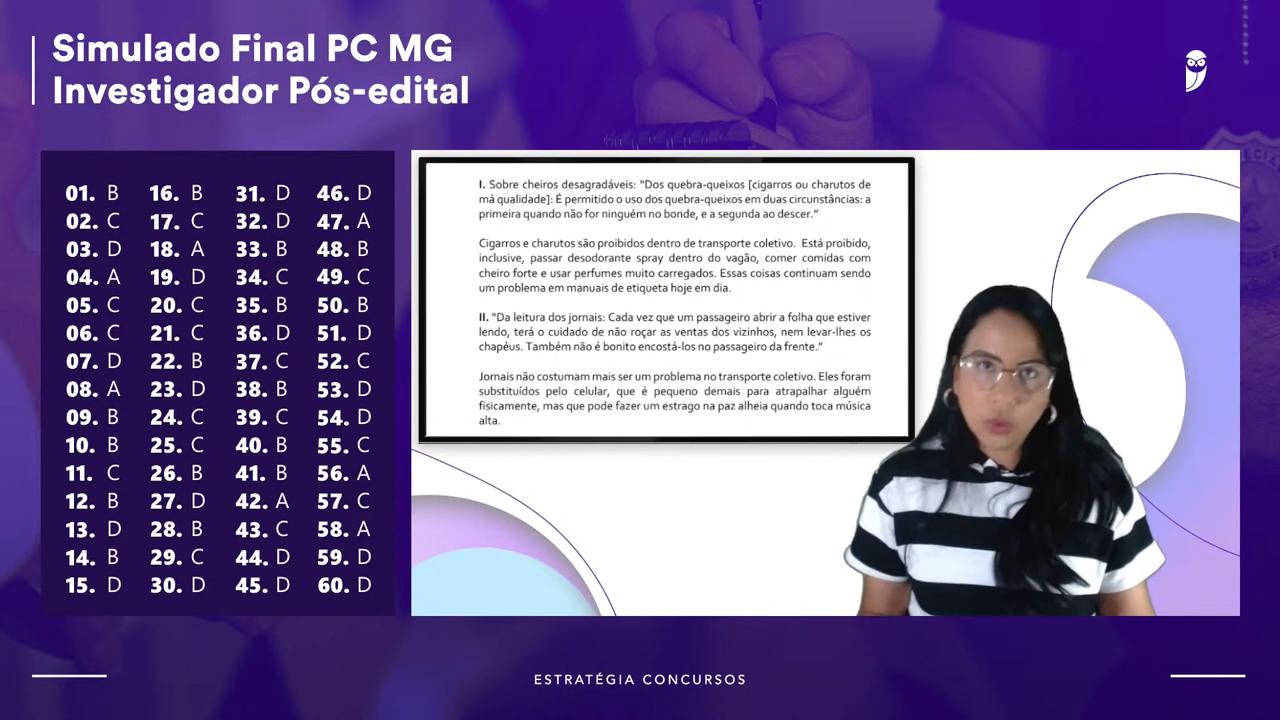 Simulado Final PC MG
Investigador Pós-edital
01. B 16. B 31. D 46. D
02. C 17. C 32. D 47. A
03. D 18. A 33. B 48. B
04. A 19. D 34. C 49. C
05. C 20. C 35. B 50. B
06. C 21. C 36. D 51. D
07. D 22. B 37. C 52. C
08. A 23. D 38. B 53. D
09. B 24. C 39. C 54. D
10. B 25. C 40. B 55. C
11. C 26. B 41. B 56. A
12. B 27. D 42. A 57. C
13. D 28. B 43. C 58. A
14. B 29. C 44. D 59. D
15. D 30. D 45. D 60. D
I. Sobre cheiros desagradáveis: “Dos quebra-queixos [cigarros ou charutos de
má qualidade]: É permitido o uso dos quebra-queixos em duas circunstâncias: a
primeira quando não for ninguém no bonde, e a segunda ao descer.”
Cigarros e charutos são proibidos dentro de transporte coletivo. Está proibido,
inclusive, passar desodorante spray dentro do vagão, comer comidas com
cheiro forte e usar perfumes muito carregados. Essas coisas continuam sendo
um problema em manuais de etiqueta hoje em dia.
II. “Da leitura dos jornais: Cada vez que um passageiro abrir a folha que estiver
lendo, terá o cuidado de não roçar as ventas dos vizinhos, nem levar-lhes os
chapéus. Também não é bonito encostá-los no passageiro da frente.”
Jornais não costumam mais ser um problema no transporte coletivo. Eles foram
substituídos pelo celular, que é pequeno demais para atrapalhar alguém
fisicamente, mas que pode fazer um estrago na paz alheia quando toca música
alta.
ESTRATÉGIA CONCURSOS